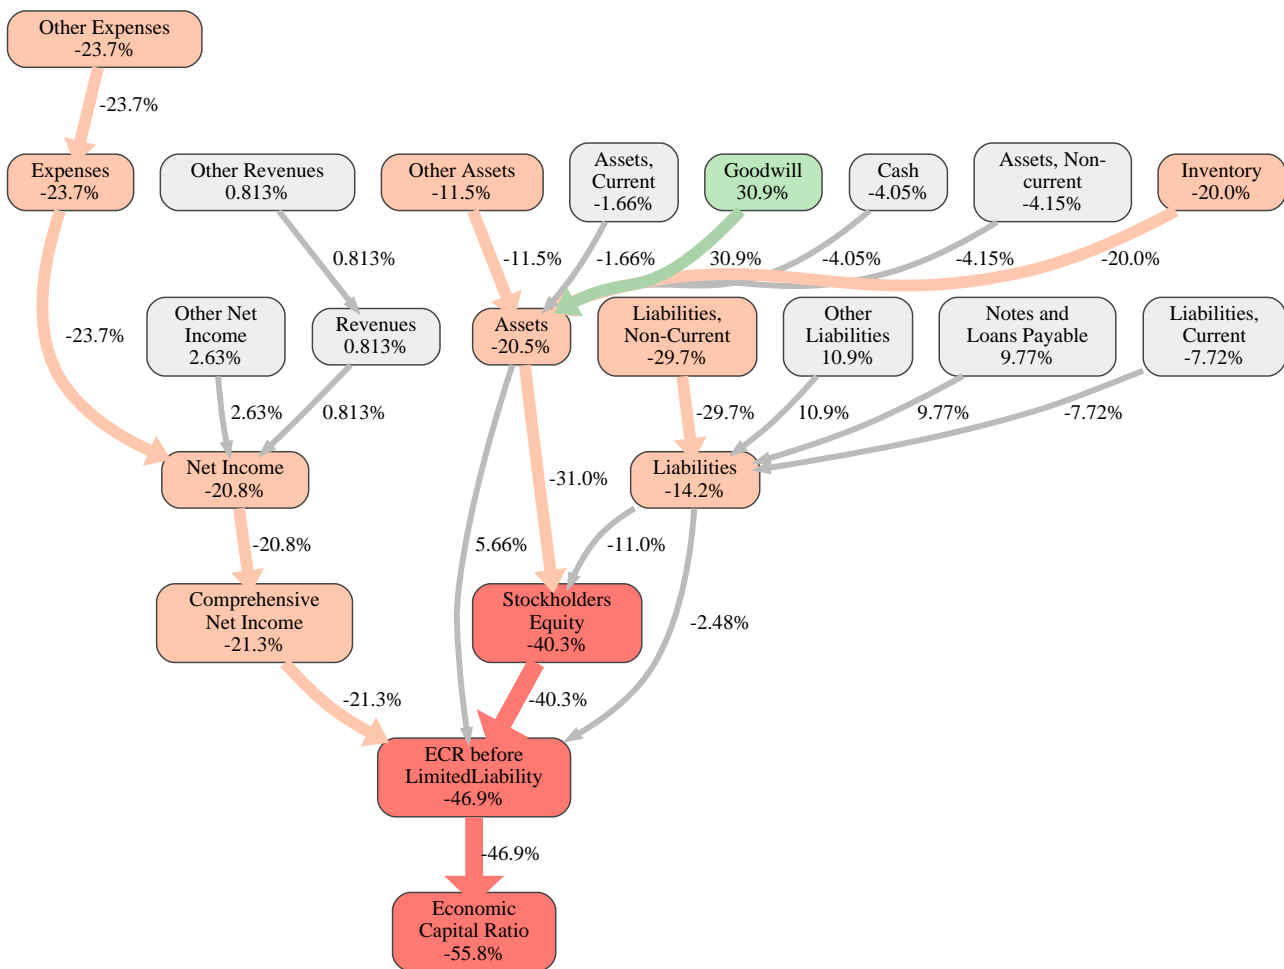 Other Expenses
-23.7%
-23.7%
Expenses
-23.7%
Other Revenues
0.813%
Other Assets
-11.5%
Assets,
Current
-1.66%
Goodwill
30.9%
Cash
-4.05%
Assets, Non-
current
-4.15%
Inventory
-20.0%
0.813%
-11.5%
-1.66%
30.9%
-4.05%
-4.15%
-20.0%
-23.7%
Other Net
Income
2.63%
Revenues
0.813%
Assets
-20.5%
Liabilities,
Non-Current
-29.7%
Other
Liabilities
10.9%
Notes and
Loans Payable
9.77%
Liabilities,
Current
-7.72%
2.63%
0.813%
-29.7%
10.9%
9.77%
-7.72%
Net Income
-20.8%
-31.0%
Liabilities
-14.2%
-20.8%
5.66%
-11.0%
Comprehensive
Net Income
-21.3%
Stockholders
Equity
-40.3%
-2.48%
-21.3%
-40.3%
ECR before
LimitedLiability
-46.9%
-46.9%
Economic
Capital Ratio
-55.8%